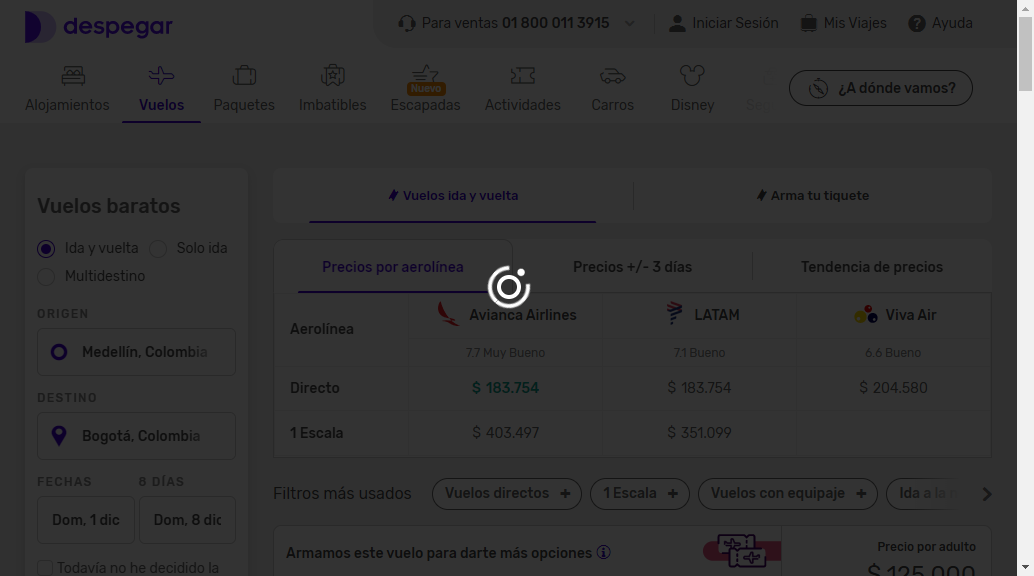 despegar
Para ventas 01 800 011 3915
Iniciar Sesión
Mis Viajes
Ayuda
Alojamientos
Vuelos
Paquetes
Imbatibles
Nuevo
Escapadas
Actividades
Carros
Disney
¿A dónde vamos?
Vuelos baratos
Ida y vuelta
Solo ida
Multidestino
ORIGEN
Medellín, Colombia
DESTINO
Bogotá, Colombia
FECHAS
8 DÍAS
Dom, 1 dic
Dom, 8 dic
Todavía no he decidido la
Vuelos ida y vuelta
Arma tu tiquete
Precios por aerolínea
Precios +/- 3 días
Tendencia de precios
Aerolínea
Avianca Airlines
LATAM
Viva Air
7.7 Muy Bueno
7.1 Bueno
6.6 Bueno
Directo
$ 183.754
$ 183.754
$ 204.580
1 Escala
$ 403.497
$ 351.099
Filtros más usados
Vuelos directos +
1 Escala +
Vuelos con equipaje +
Ida a la
Armamos este vuelo para darte más opciones
Precio por adulto
$ 125.000